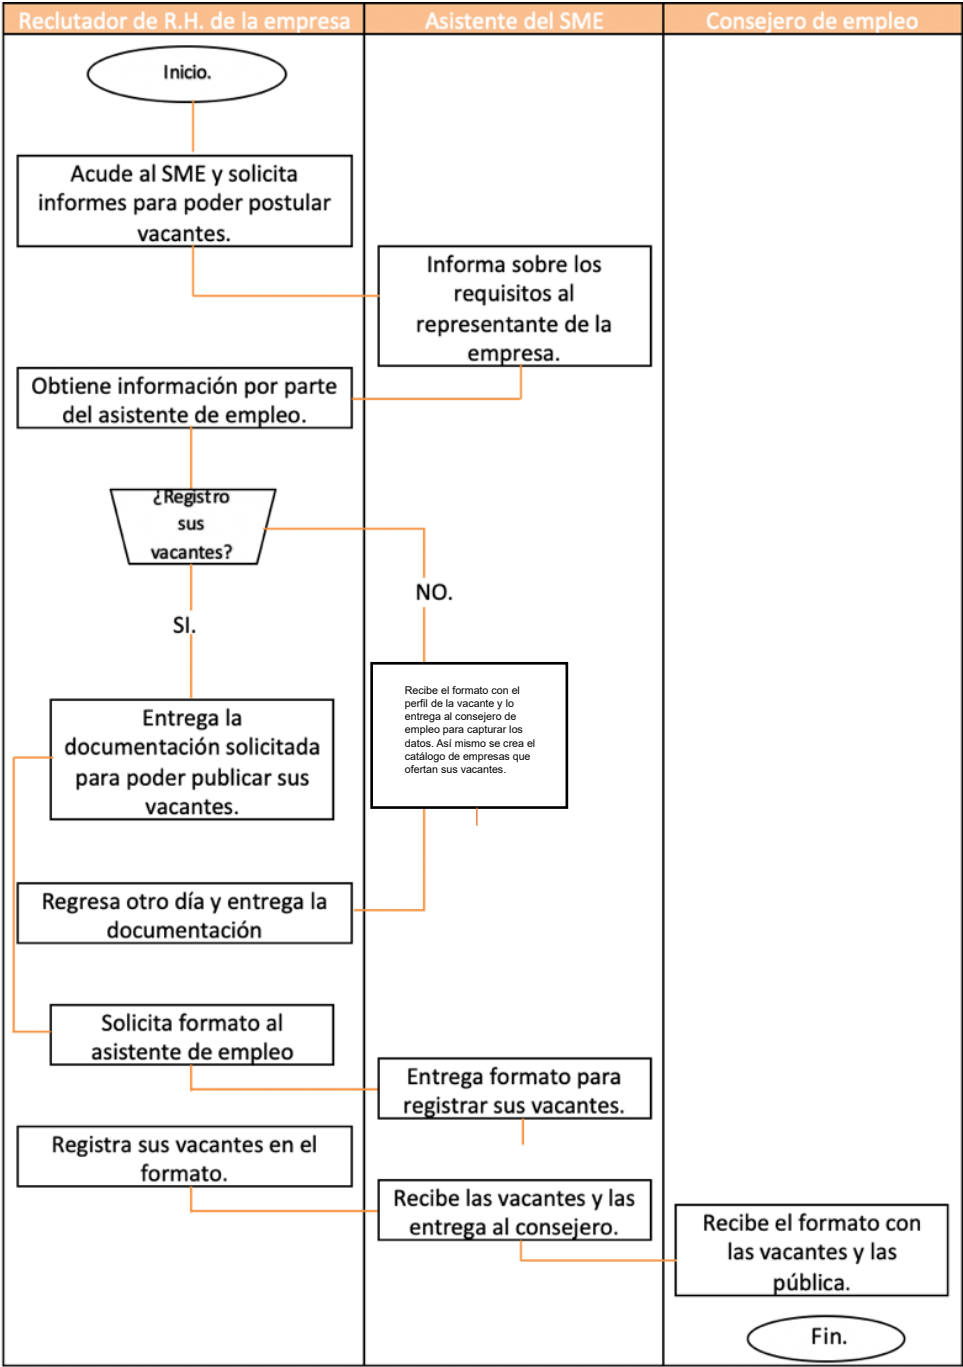 Reclutador de R.H. de la empresa
Asistente del SME
Consejero de empleo
Inicio.
Acude al SME y solicita
informes para poder postular
vacantes.
Informa sobre los
requisitos al
representante de la
empresa.
Obtiene información por parte
del asistente de empleo.
¿Registro
sus
vacantes?
NO.
SI.
Recibe el formato con el
perfil de la vacante y lo
entrega al consejero de
empleo para capturar los
datos. Así mismo se crea el
catálogo de empresas que
ofertan sus vacantes.
Entrega la
documentación solicitada
para poder publicar sus
vacantes.
Regresa otro día y entrega la
documentación
Solicita formato al
asistente de empleo
Entrega formato para
registrar sus vacantes.
Registra sus vacantes en el
formato.
Recibe las vacantes y las
entrega al consejero.
Recibe el formato con
las vacantes y las
pública.
Fin.